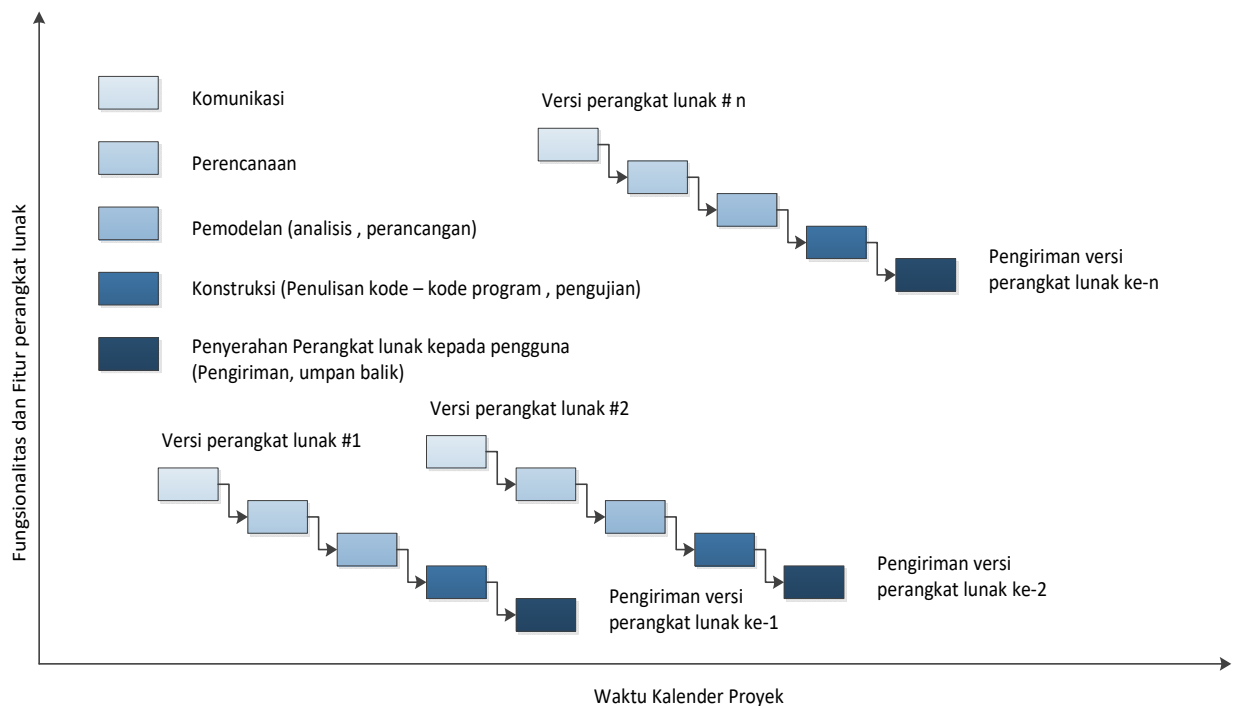 Fungsionalitas dan Fitur perangkat lunak
Komunikasi
Perencanaan
Pemodelan (analisis , perancangan)
Konstruksi (Penulisan kode – kode program , pengujian)
Penyerahan Perangkat lunak kepada pengguna
(Pengiriman, umpan balik)
Versi perangkat lunak # n
Pengiriman versi
perangkat lunak ke-n
Versi perangkat lunak #2
Pengiriman versi
perangkat lunak ke-2
Versi perangkat lunak #1
Pengiriman versi
perangkat lunak ke-1
Waktu Kalender Proyek